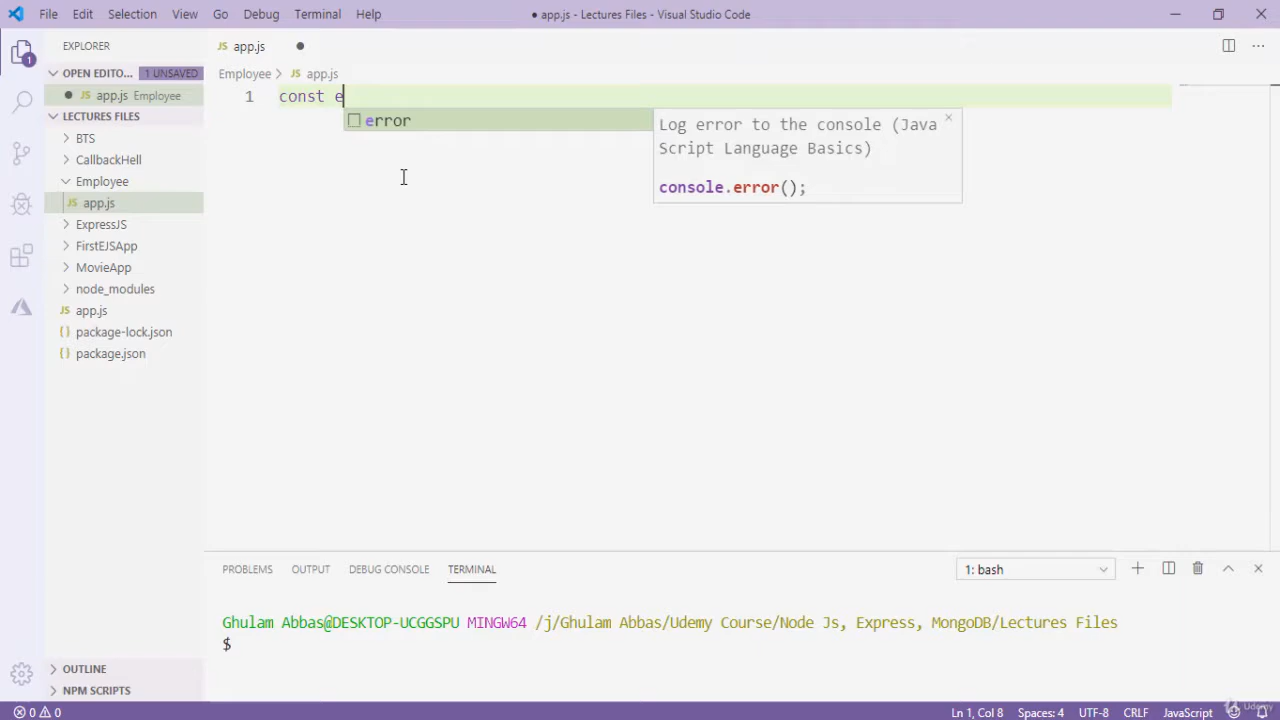 File Edit Selection View Go Debug Terminal Help
● app.js - Lectures Files - Visual Studio Code
EXPLORER
OPEN EDITO... 1 UNSAVED
● JS app.js Employee
LECTURES FILES
BTS
CallbackHell
Employee
JS app.js
ExpressJS
FirstEJSApp
MovieApp
node_modules
JS app.js
{} package-lock.json
{} package.json
OUTLINE
NPM SCRIPTS
1
JS app.js ●
Employee > JS app.js
1 const e
error
Log error to the console (Java
Script Language Basics)
console.error();
PROBLEMS OUTPUT DEBUG CONSOLE TERMINAL
1: bash
Ghulam Abbas@DESKTOP-UCGGSPU MINGW64 /j/Ghulam Abbas/Udemy Course/Node Js, Express, MongoDB/Lectures Files
$
0 0
Ln 1, Col 8 Spaces: 4 UTF-8 CRLF JavaScript
Udemy